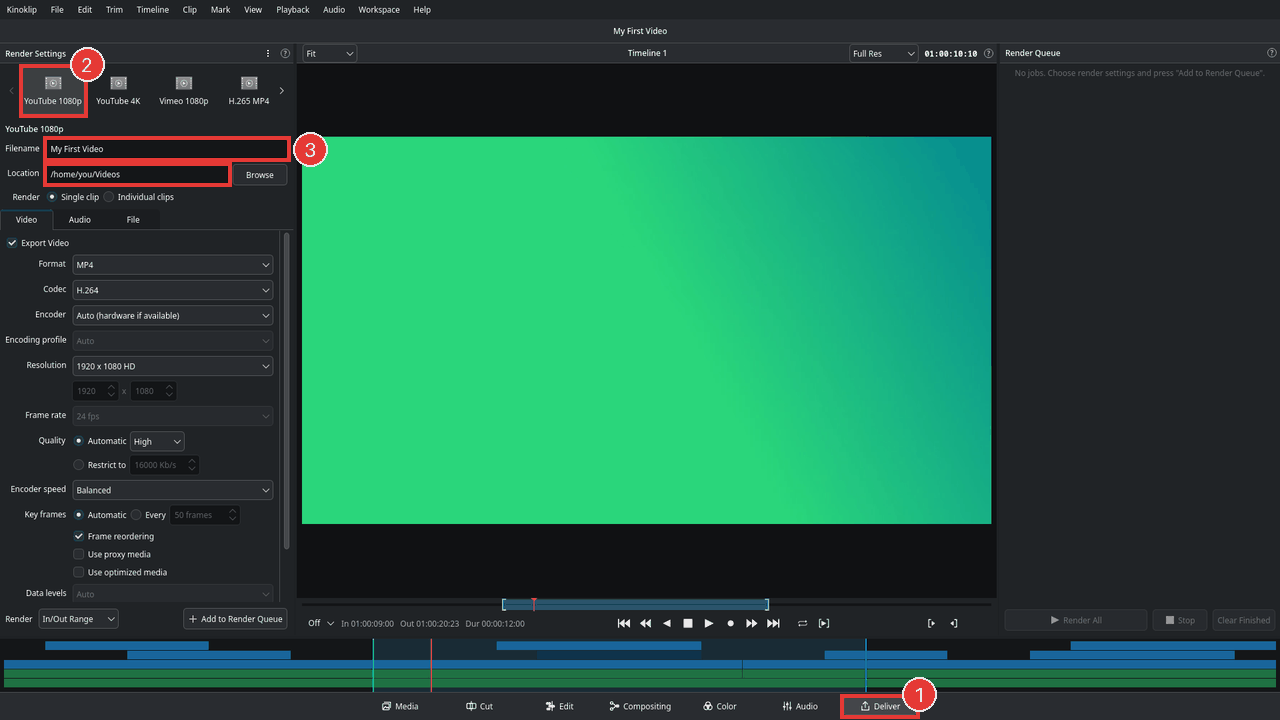 Kinoklip File Edit Trim Timeline Clip Mark View Playback Audio Workspace Help
My First Video
Render Settings
2
Fit
Timeline 1
Full Res
01:00:10:10
Render Queue
YouTube 1080p
YouTube 4K
Vimeo 1080p
H.265 MP4
No jobs. Choose render settings and press "Add to Render Queue".
YouTube 1080p
Filename My First Video
3
Location /home/you/Videos Browse
Render Single clip Individual clips
Video Audio File
Export Video
Format MP4
Codec H.264
Encoder Auto (hardware if available)
Encoding profile Auto
Resolution 1920 x 1080 HD
1920 x 1080
Frame rate 24 fps
Quality Automatic High
Restrict to 16000 Kb/s
Encoder speed Balanced
Key frames Automatic Every 50 frames
Frame reordering
Use proxy media
Use optimized media
Data levels Auto
Render In/Out Range Add to Render Queue
Off In 01:00:09:00 Out 01:00:20:23 Dur 00:00:12:00
Render All Stop Clear Finished
Media Cut Edit Compositing Color Audio Deliver
1